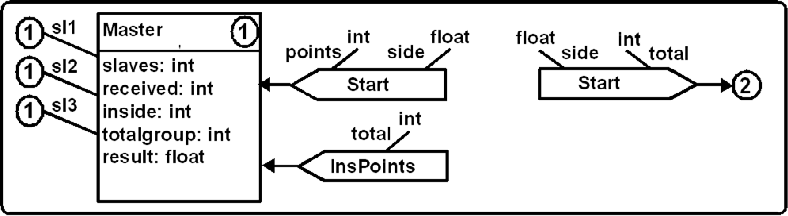 1 sl1
1 sl2
1 sl3
Master 1
slaves: int
received: int
inside: int
totalgroup: int
result: float
points int side float
Start
total int
InsPoints
float side Int total
Start
2